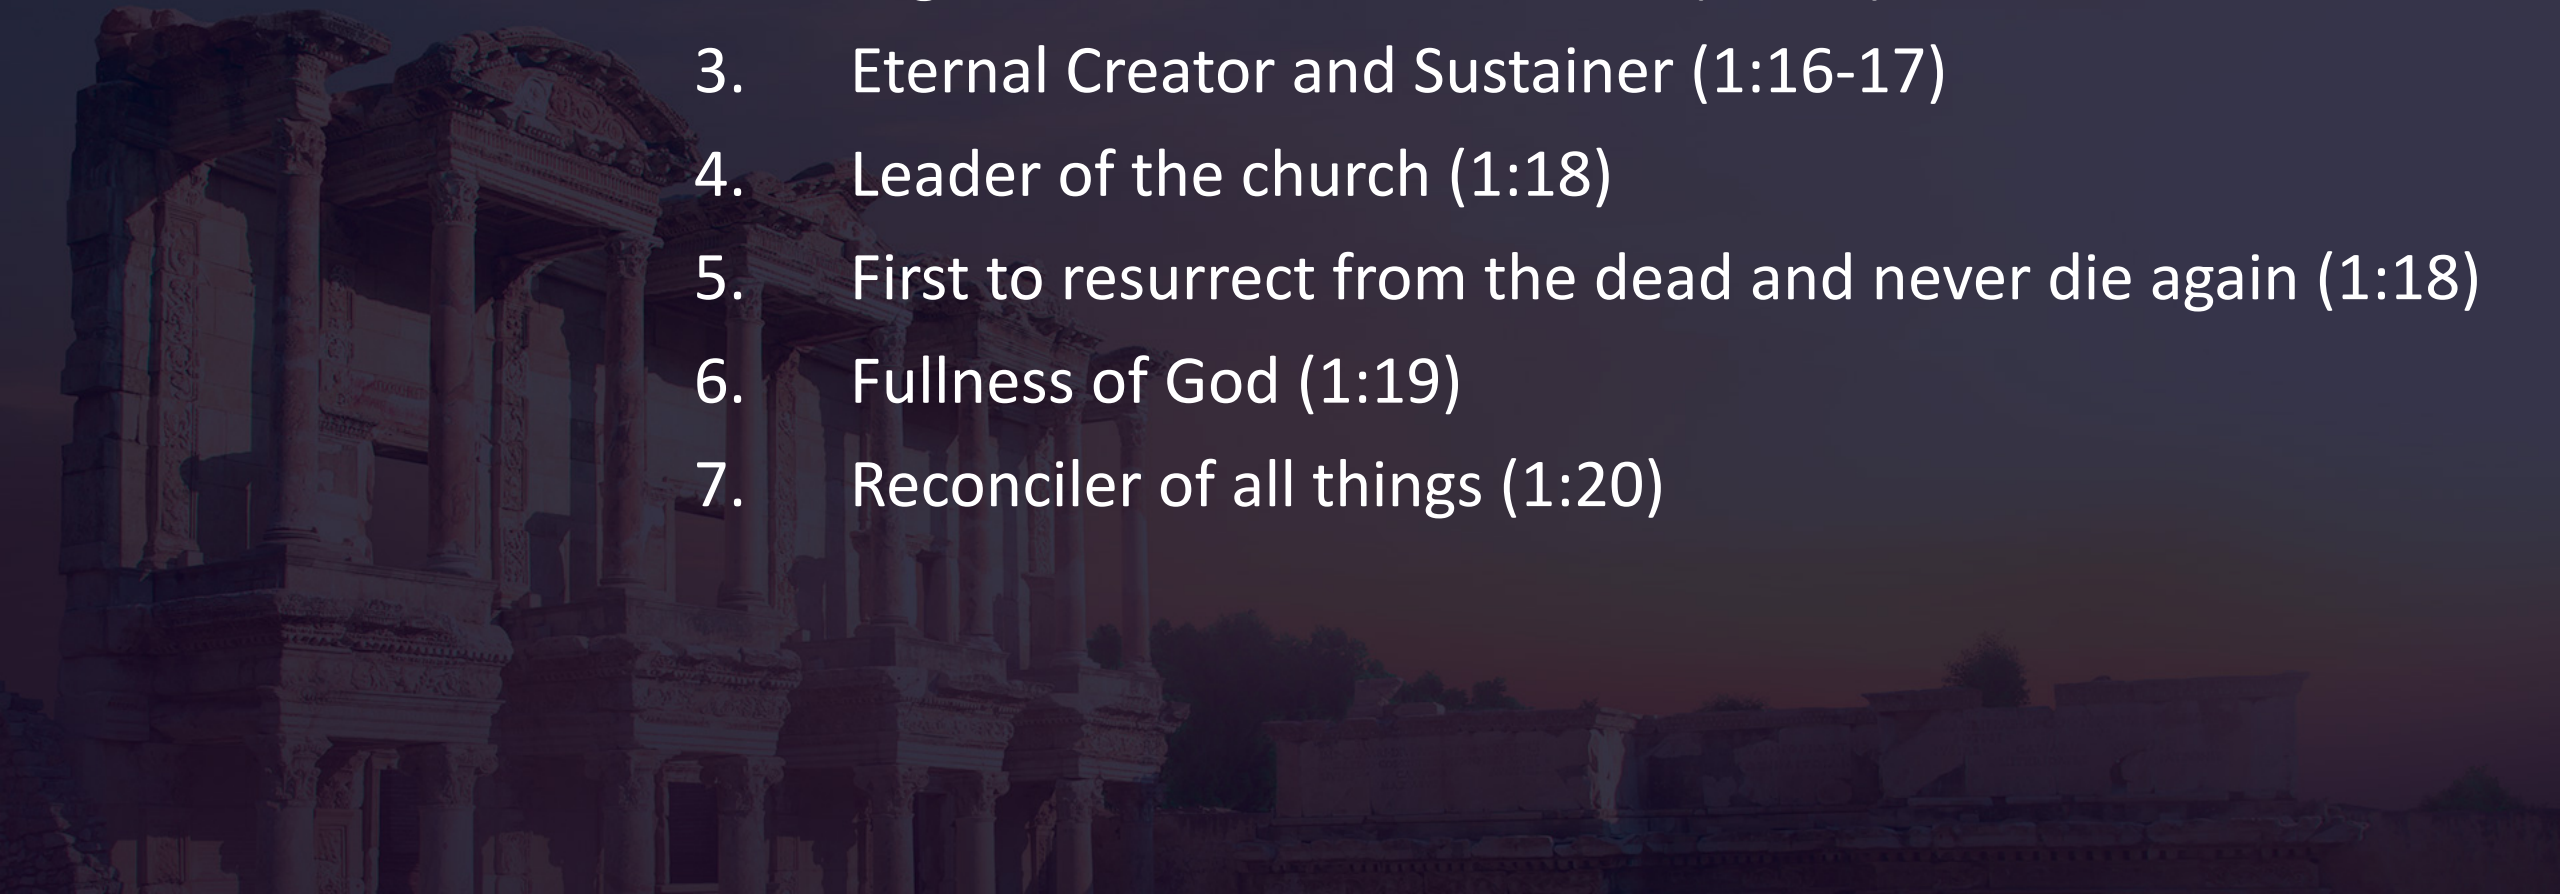 3. Eternal Creator and Sustainer (1:16-17)
4. Leader of the church (1:18)
5. First to resurrect from the dead and never die again (1:18)
6. Fullness of God (1:19)
7. Reconciler of all things (1:20)